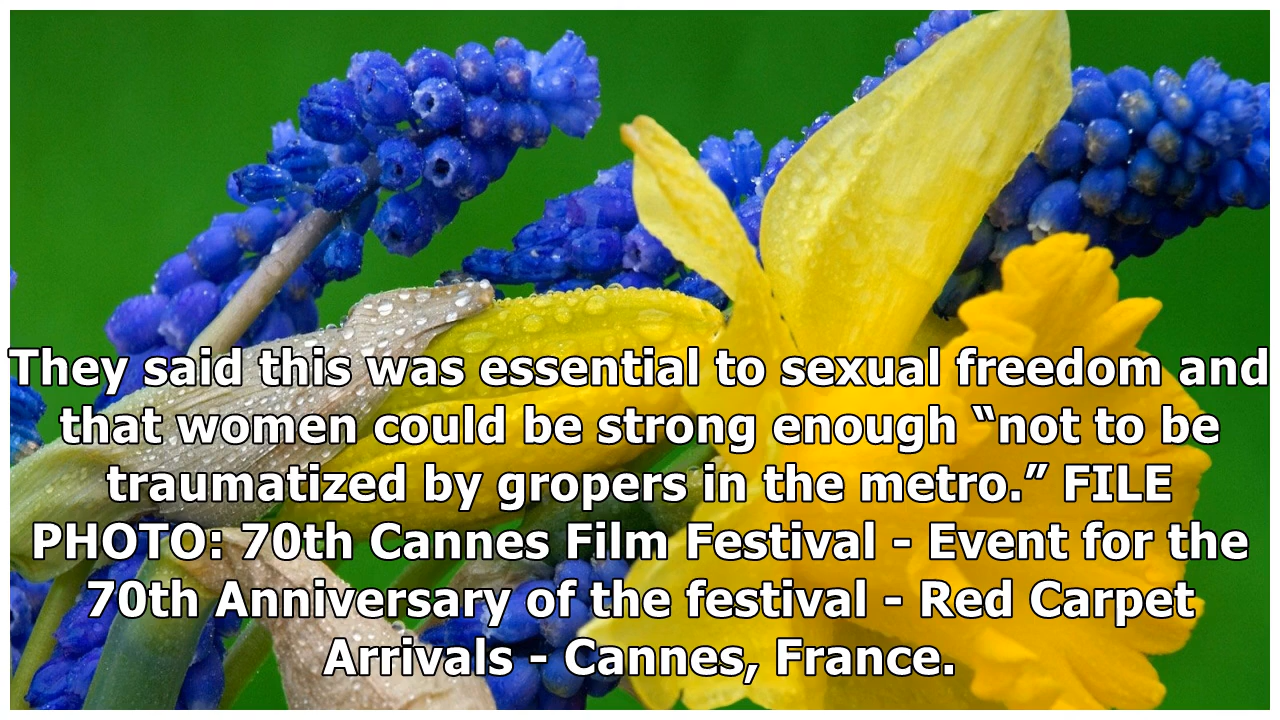 They said this was essential to sexual freedom and
that women could be strong enough “not to be
traumatized by gropers in the metro.” FILE
PHOTO: 70th Cannes Film Festival - Event for the
70th Anniversary of the festival - Red Carpet
Arrivals - Cannes, France.